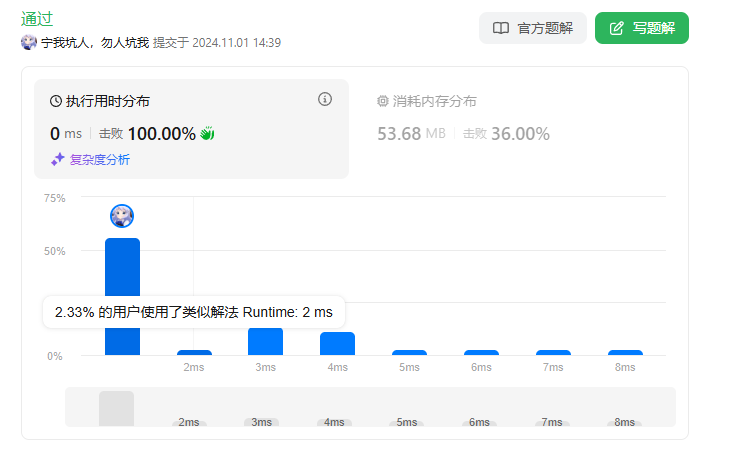 通过
官方题解
写题解
宁我坑人，勿人坑我 提交于 2024.11.01 14:39
执行用时分布
0 ms 击败 100.00%
复杂度分析
消耗内存分布
53.68 MB 击败 36.00%
75%
50%
2.33% 的用户使用了类似解法 Runtime: 2 ms
0%
2ms 3ms 4ms 5ms 6ms 7ms 8ms
2ms 3ms 4ms 5ms 6ms 7ms 8ms